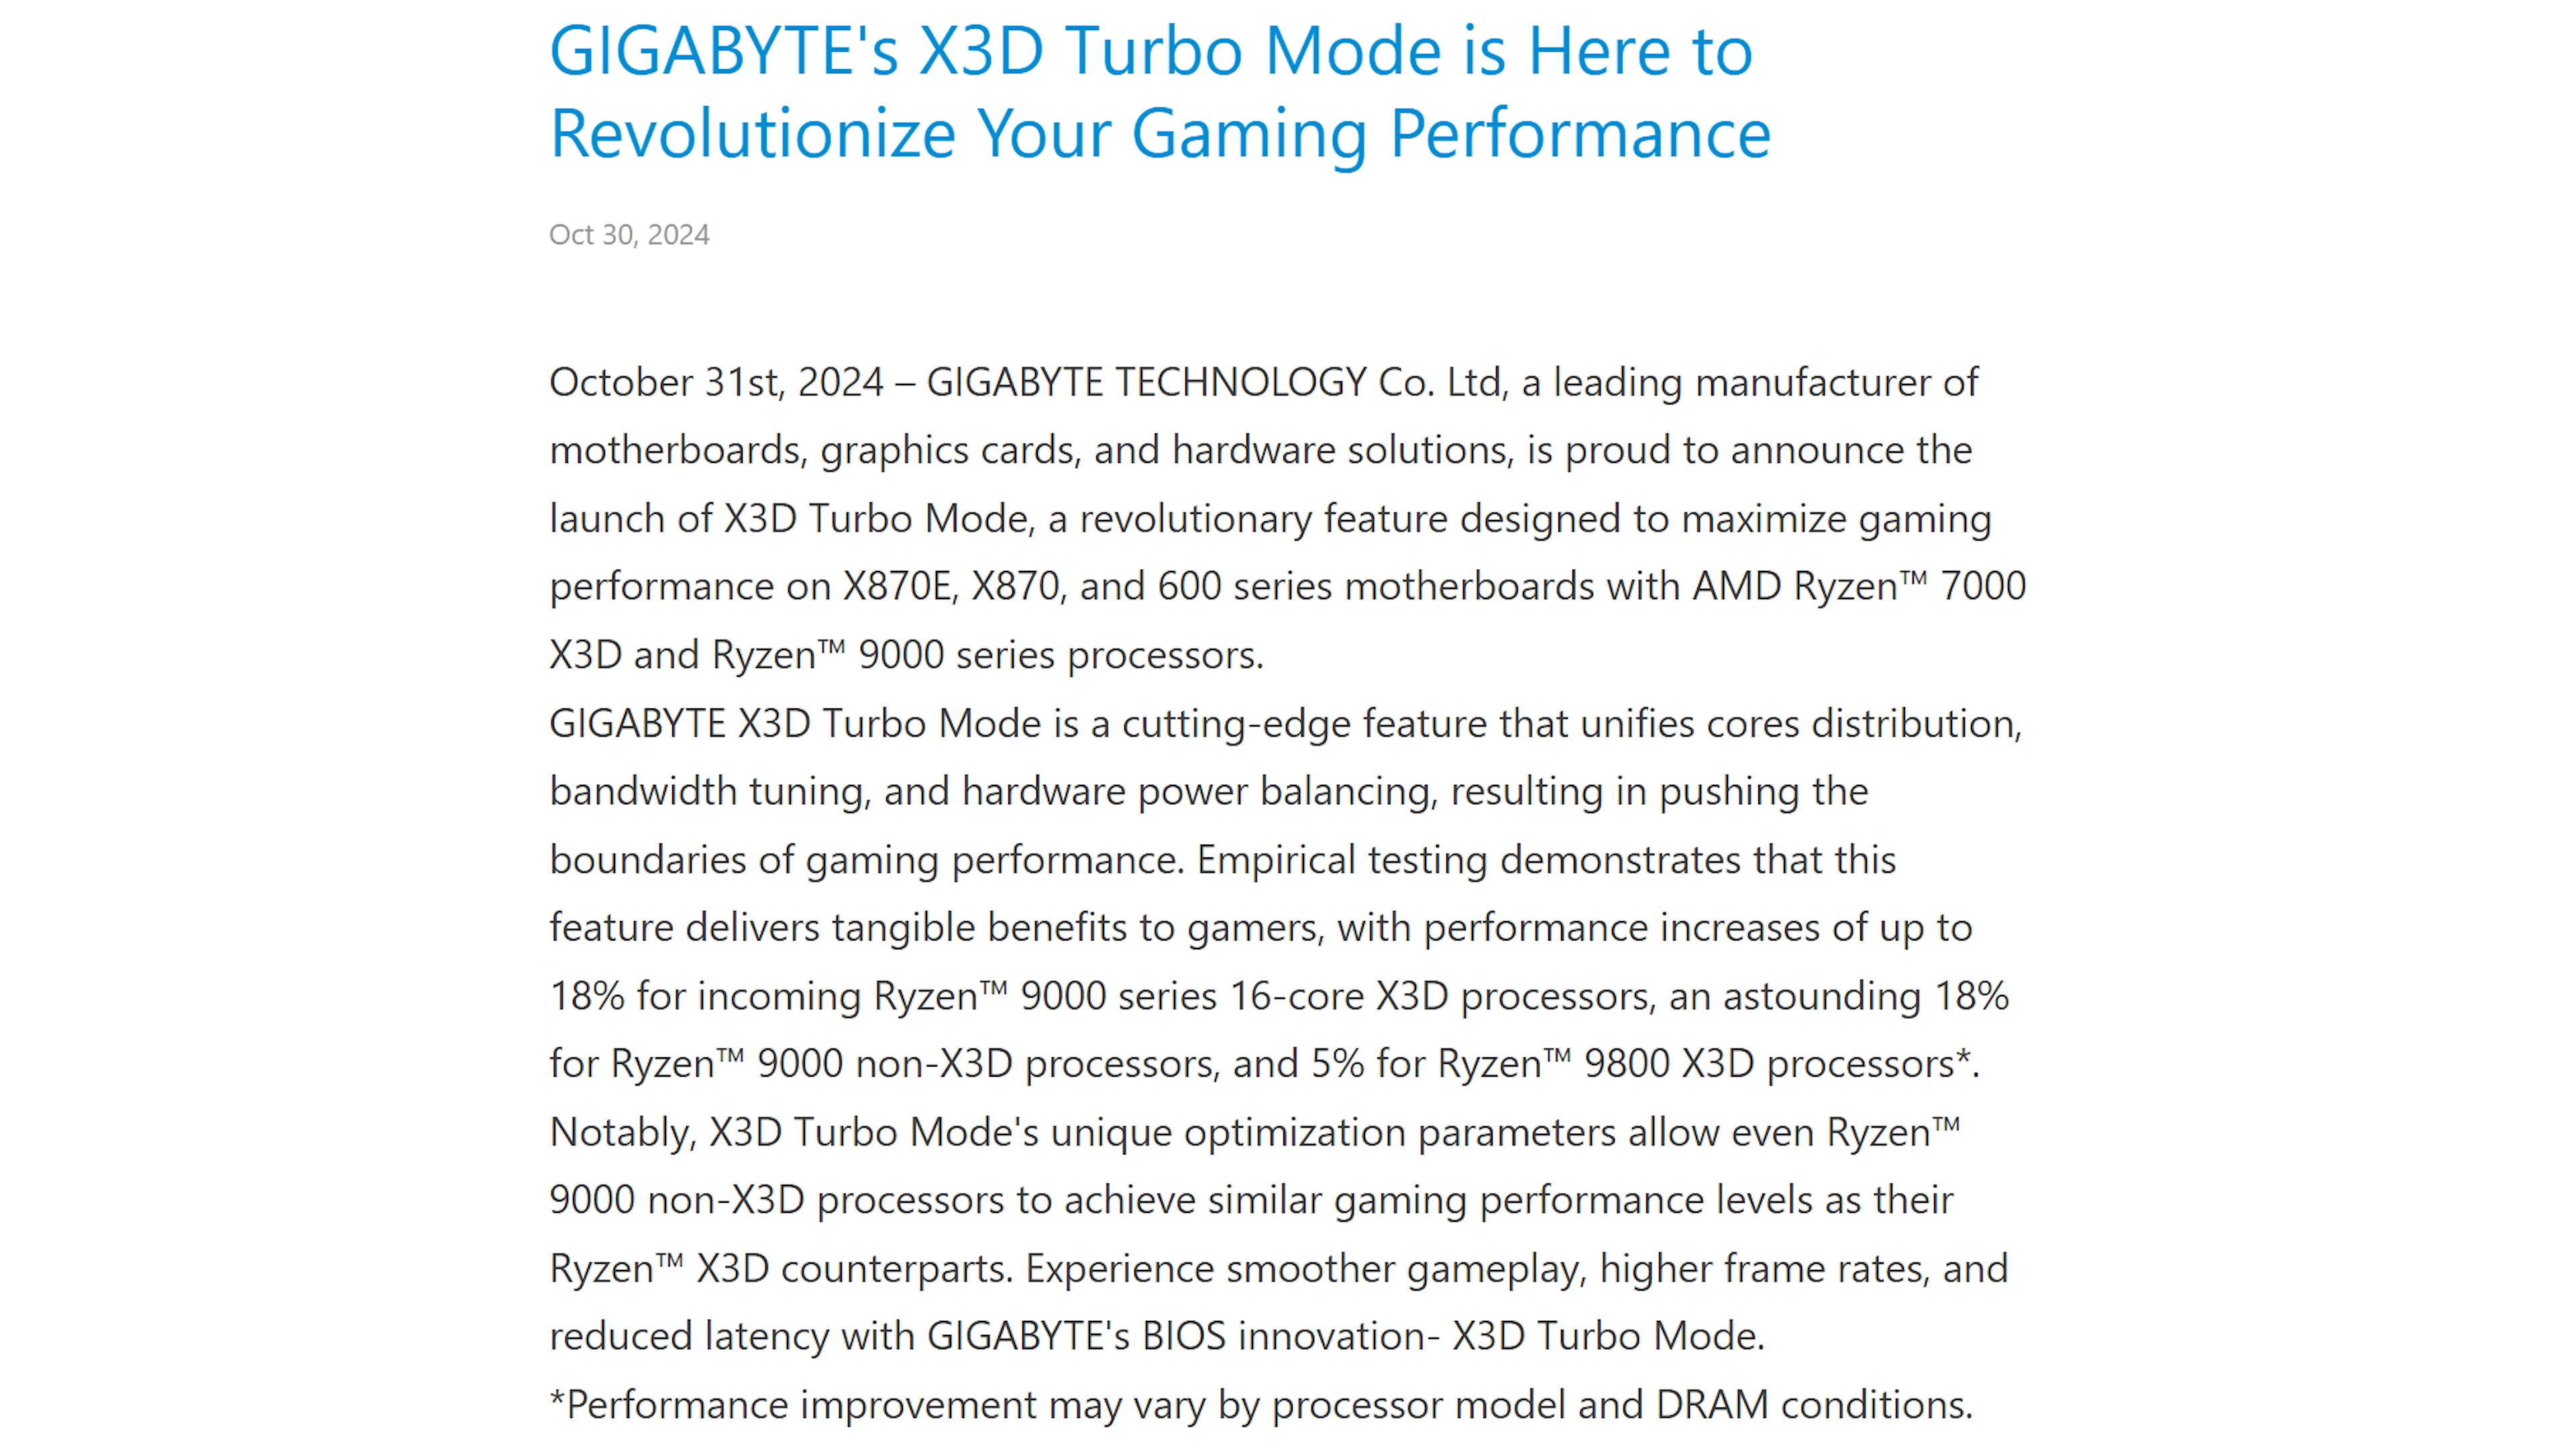 GIGABYTE's X3D Turbo Mode is Here to
Revolutionize Your Gaming Performance
Oct 30, 2024
October 31st, 2024 – GIGABYTE TECHNOLOGY Co. Ltd, a leading manufacturer of
motherboards, graphics cards, and hardware solutions, is proud to announce the
launch of X3D Turbo Mode, a revolutionary feature designed to maximize gaming
performance on X870E, X870, and 600 series motherboards with AMD Ryzen™ 7000
X3D and Ryzen™ 9000 series processors.
GIGABYTE X3D Turbo Mode is a cutting-edge feature that unifies cores distribution,
bandwidth tuning, and hardware power balancing, resulting in pushing the
boundaries of gaming performance. Empirical testing demonstrates that this
feature delivers tangible benefits to gamers, with performance increases of up to
18% for incoming Ryzen™ 9000 series 16-core X3D processors, an astounding 18%
for Ryzen™ 9000 non-X3D processors, and 5% for Ryzen™ 9800 X3D processors*.
Notably, X3D Turbo Mode's unique optimization parameters allow even Ryzen™
9000 non-X3D processors to achieve similar gaming performance levels as their
Ryzen™ X3D counterparts. Experience smoother gameplay, higher frame rates, and
reduced latency with GIGABYTE's BIOS innovation- X3D Turbo Mode.
*Performance improvement may vary by processor model and DRAM conditions.